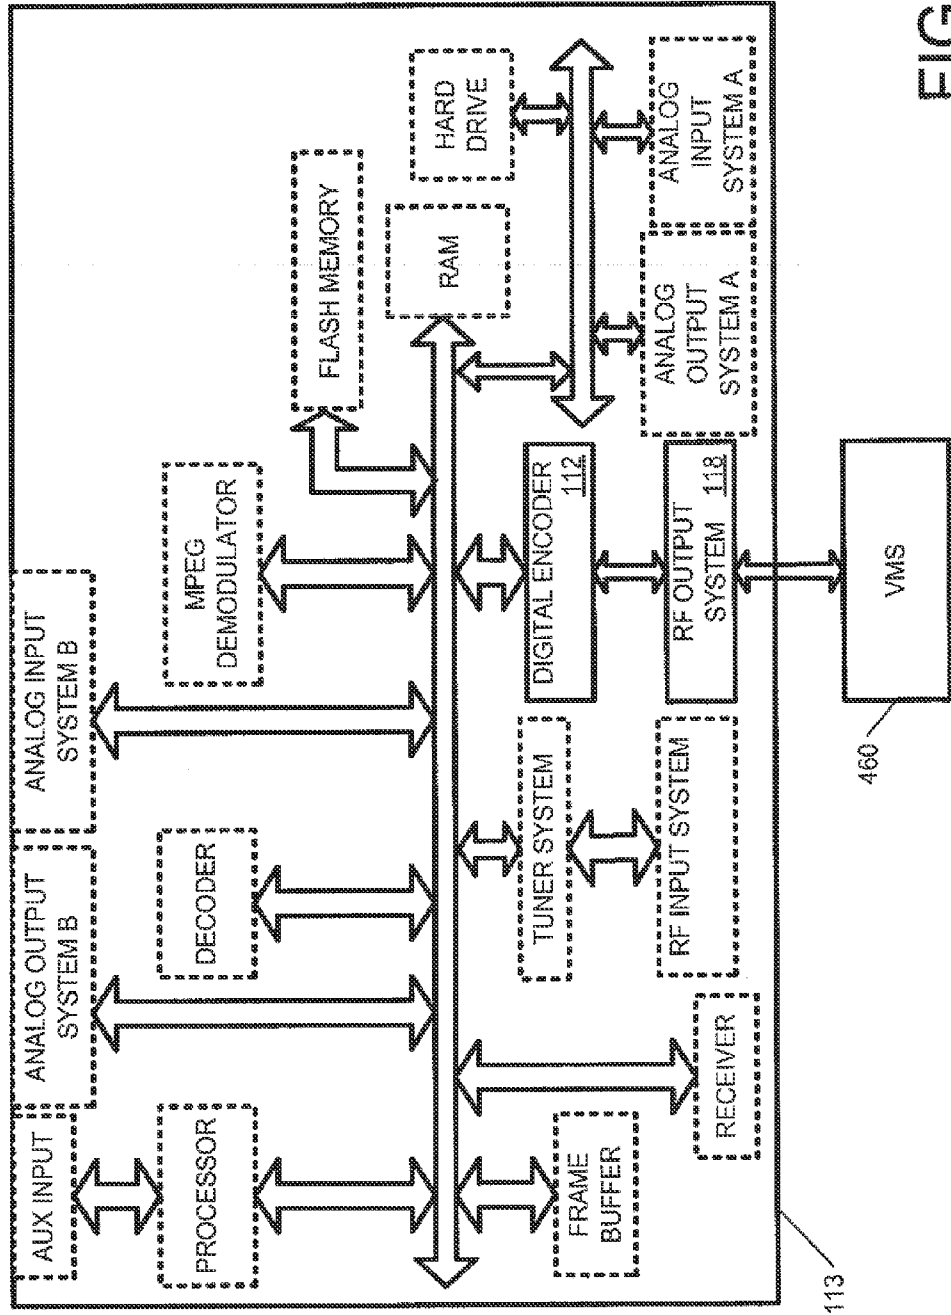 AUX INPUT
ANALOG OUTPUT
SYSTEM B
ANALOG INPUT
SYSTEM B
PROCESSOR
DECODER
MPEG
DEMODULATOR
FLASH MEMORY
RAM
HARD
DRIVE
FRAME
BUFFER
RECEIVER
TUNER SYSTEM
RF INPUT SYSTEM
DIGITAL ENCODER 112
RF OUTPUT
SYSTEM 118
ANALOG
OUTPUT
SYSTEM A
ANALOG
INPUT
SYSTEM A
113
460
VMS
FIG